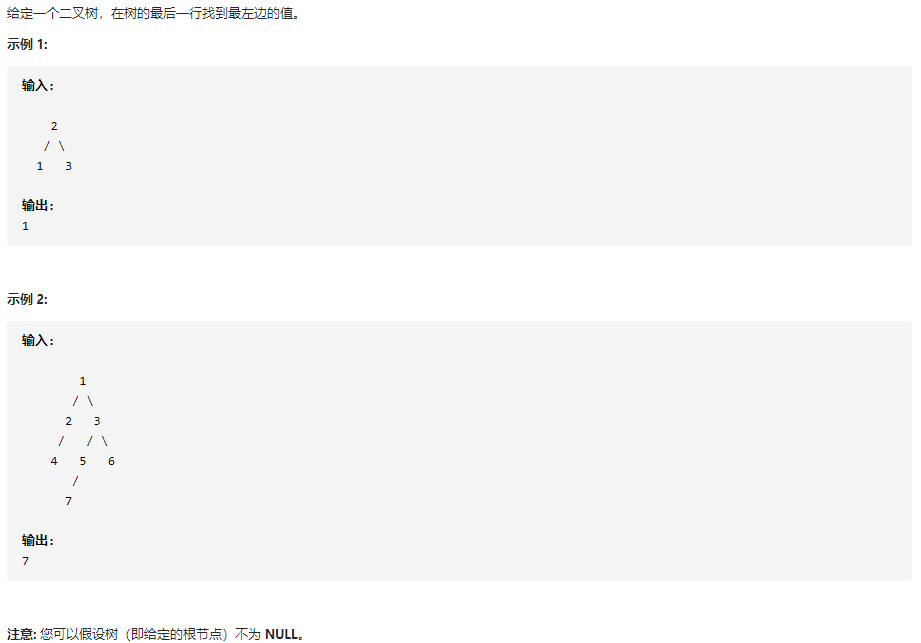 给定一个二叉树，在树的最后一行找到最左边的值。
示例 1:
输入:
2
/ \
1 3
输出:
1
示例 2:
输入:
1
/ \
2 3
/ / \
4 5 6
/
7
输出:
7
注意: 您可以假设树（即给定的根节点）不为 NULL。